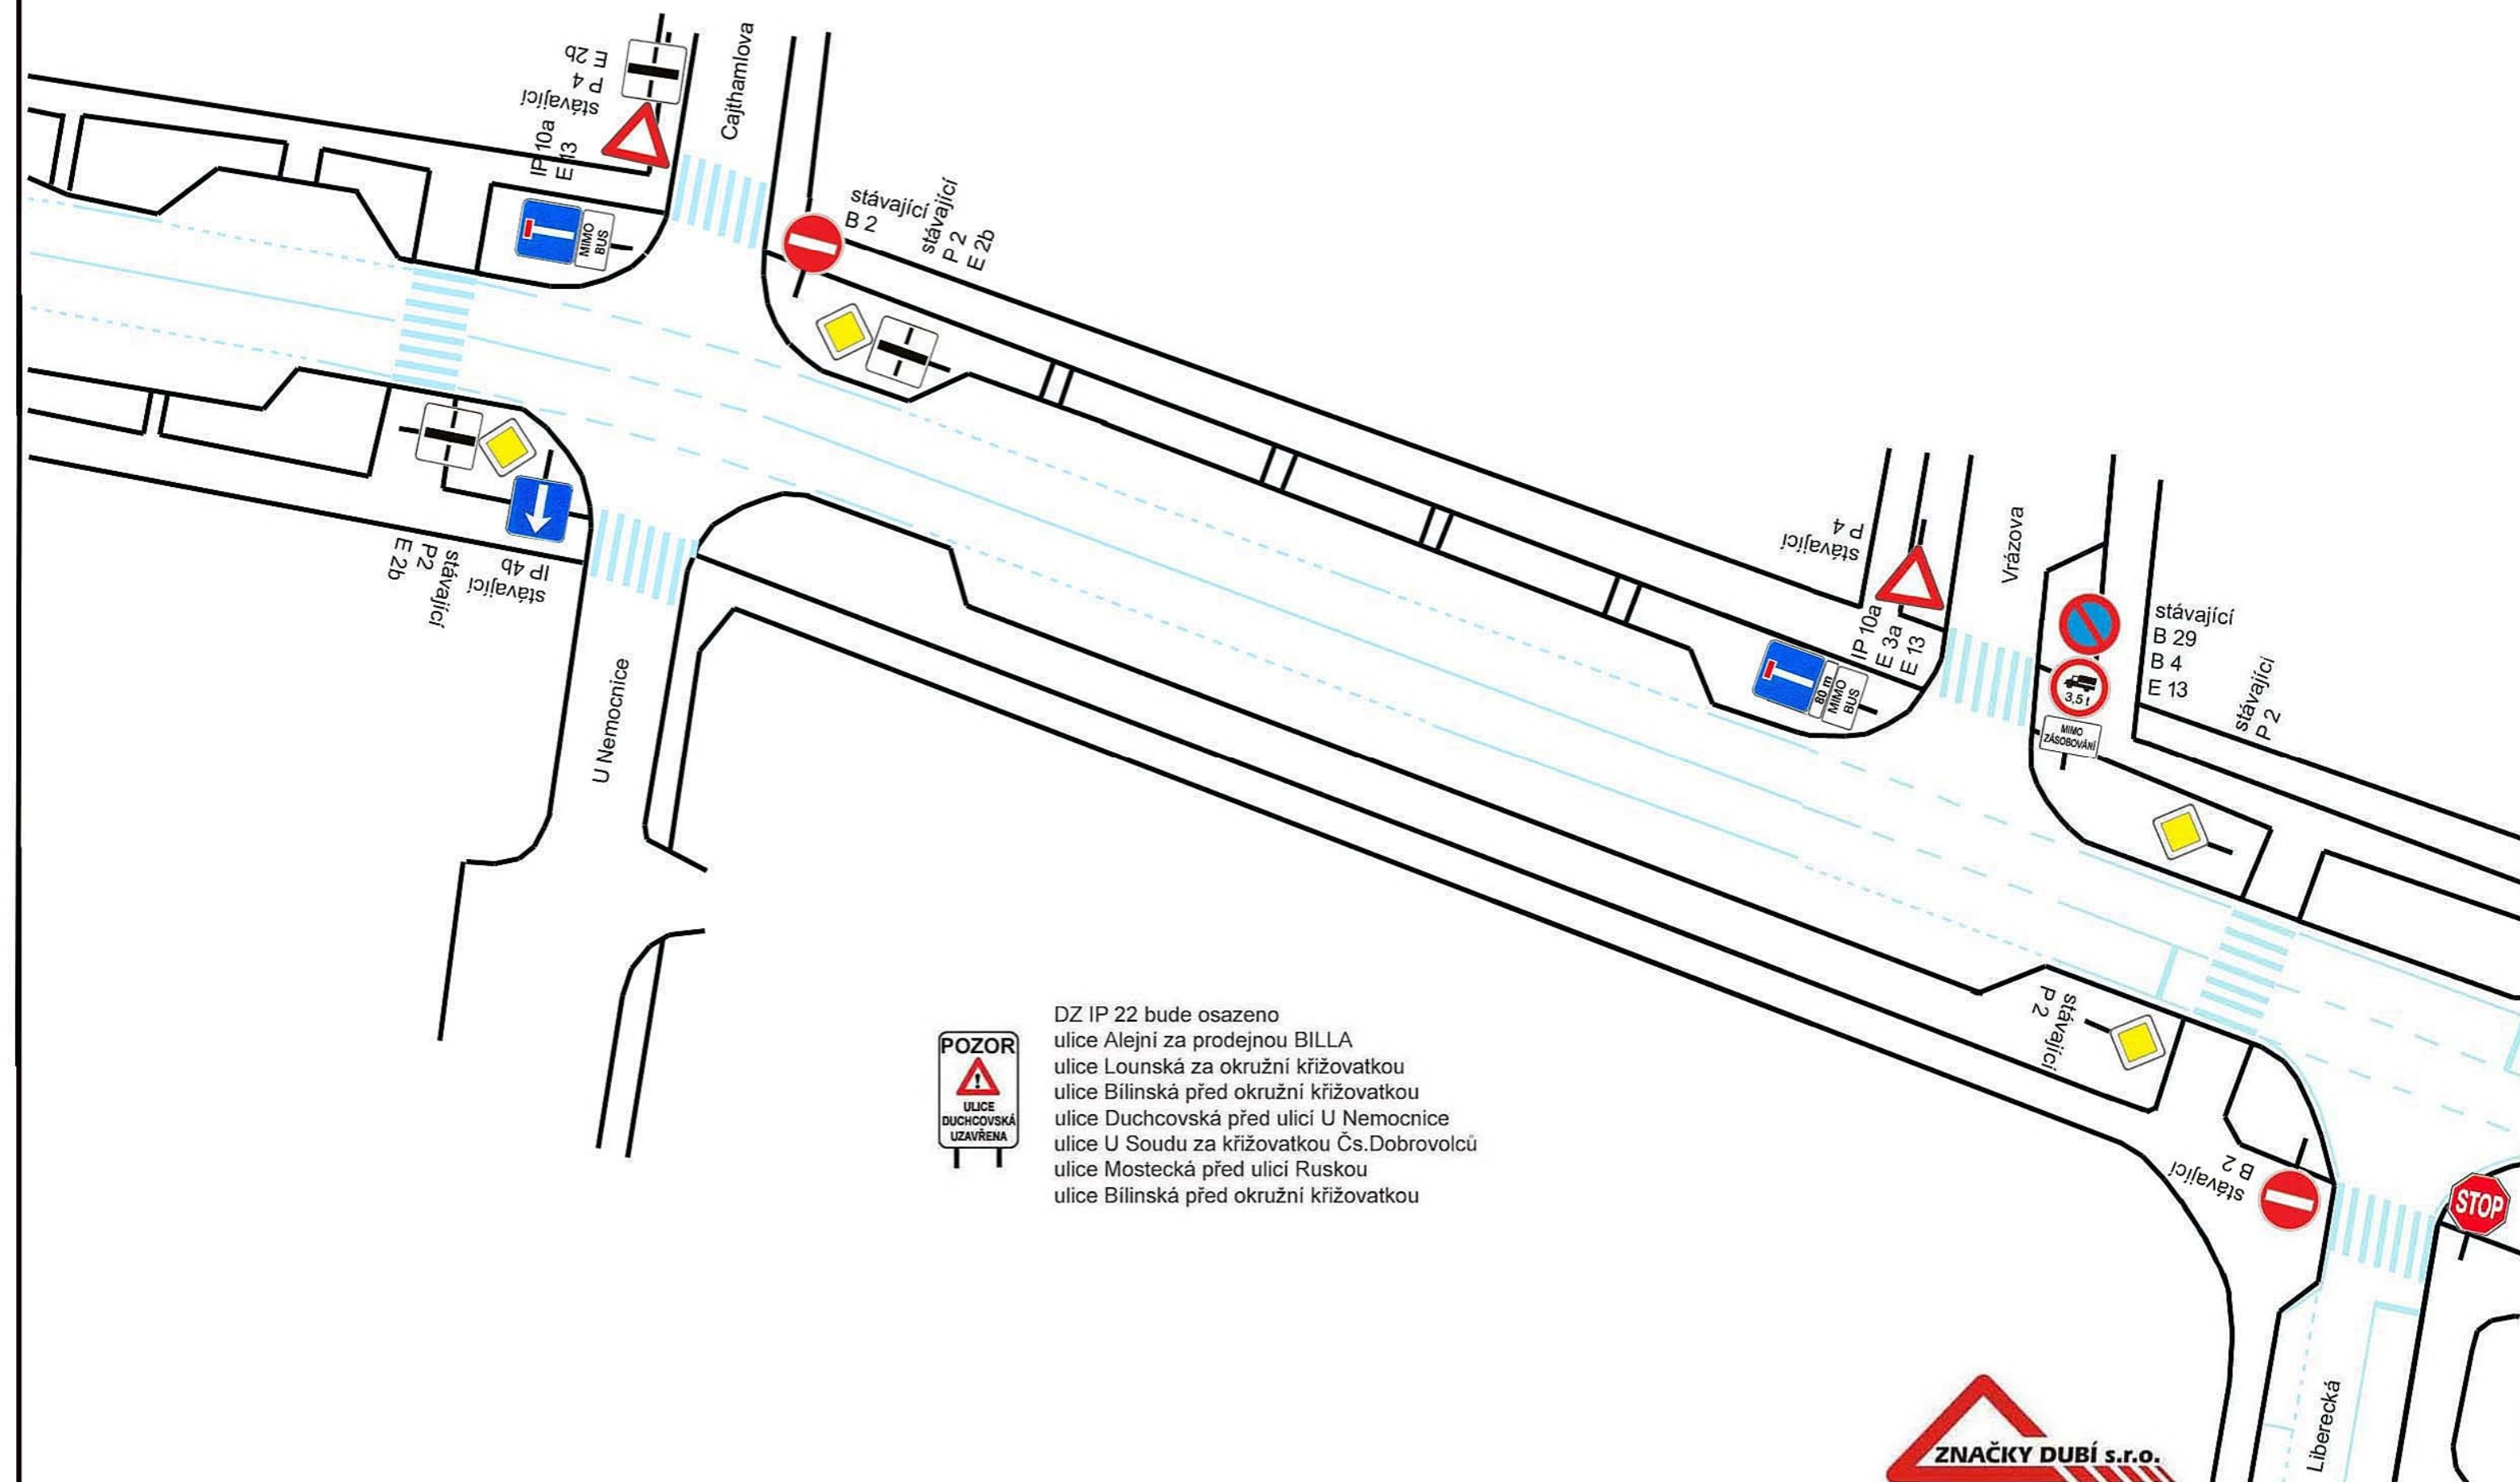 E 2b
P 4
stávající
IP 10a
E 13
MIMO
BUS
Cajthamlova
stávající
B 2
stávající
P 2
E 2b
E 2b
P2
stávající
IP 4b
stávající
U Nemocnice
P 4
stávající
IP 10a
E 3a
E 13
80 m
MIMO
BUS
Vrázova
3,5 t
MIMO
ZÁSOBOVÁNÍ
stávající
B 29
B 4
E 13
stávající
P 2
P 2
stávající
B 2
stávající
STOP
Liberecká
POZOR
!
ULICE
DUCHCOVSKÁ
UZAVŘENA
DZ IP 22 bude osazeno
ulice Alejní za prodejnou BILLA
ulice Lounská za okružní křižovatkou
ulice Bílinská před okružní křižovatkou
ulice Duchcovská před ulicí U Nemocnice
ulice U Soudu za křižovatkou Čs.Dobrovolců
ulice Mostecká před ulicí Ruskou
ulice Bílinská před okružní křižovatkou
ZNAČKY DUBÍ s.r.o.